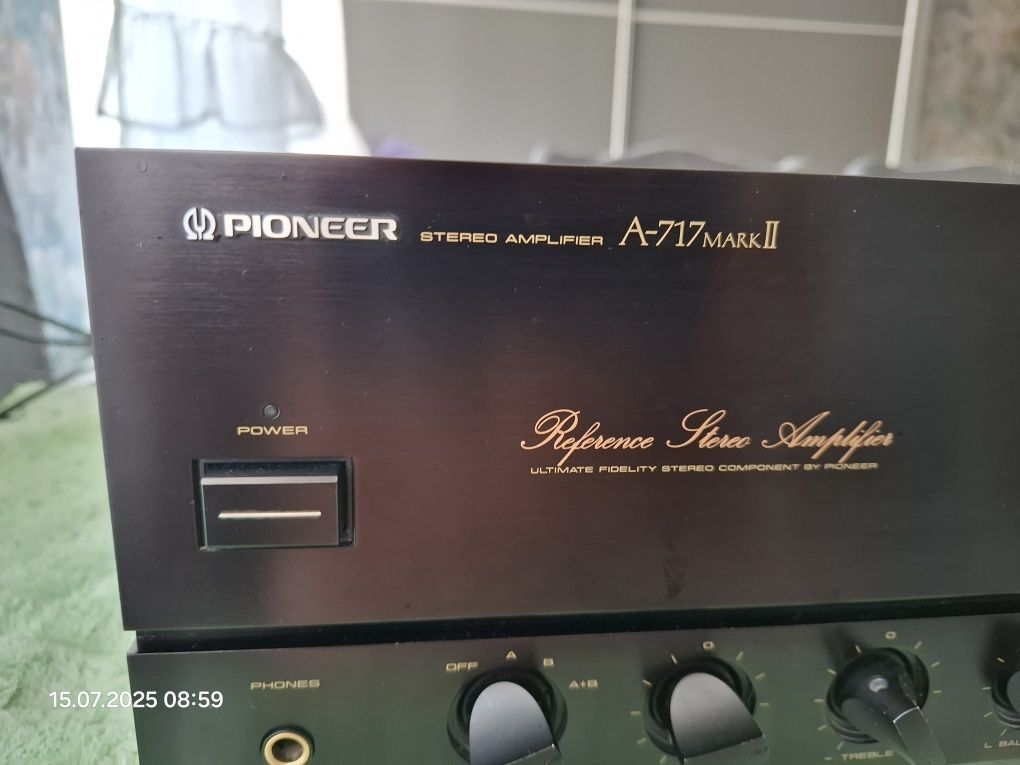 PIONEER STEREO AMPLIFIER A-717 MARK II
Reference Stereo Amplifier
ULTIMATE FIDELITY STEREO COMPONENT BY PIONEER
POWER
OFF A B A+B
0
0
PHONES
- TREBLE
L BAL
15.07.2025 08:59